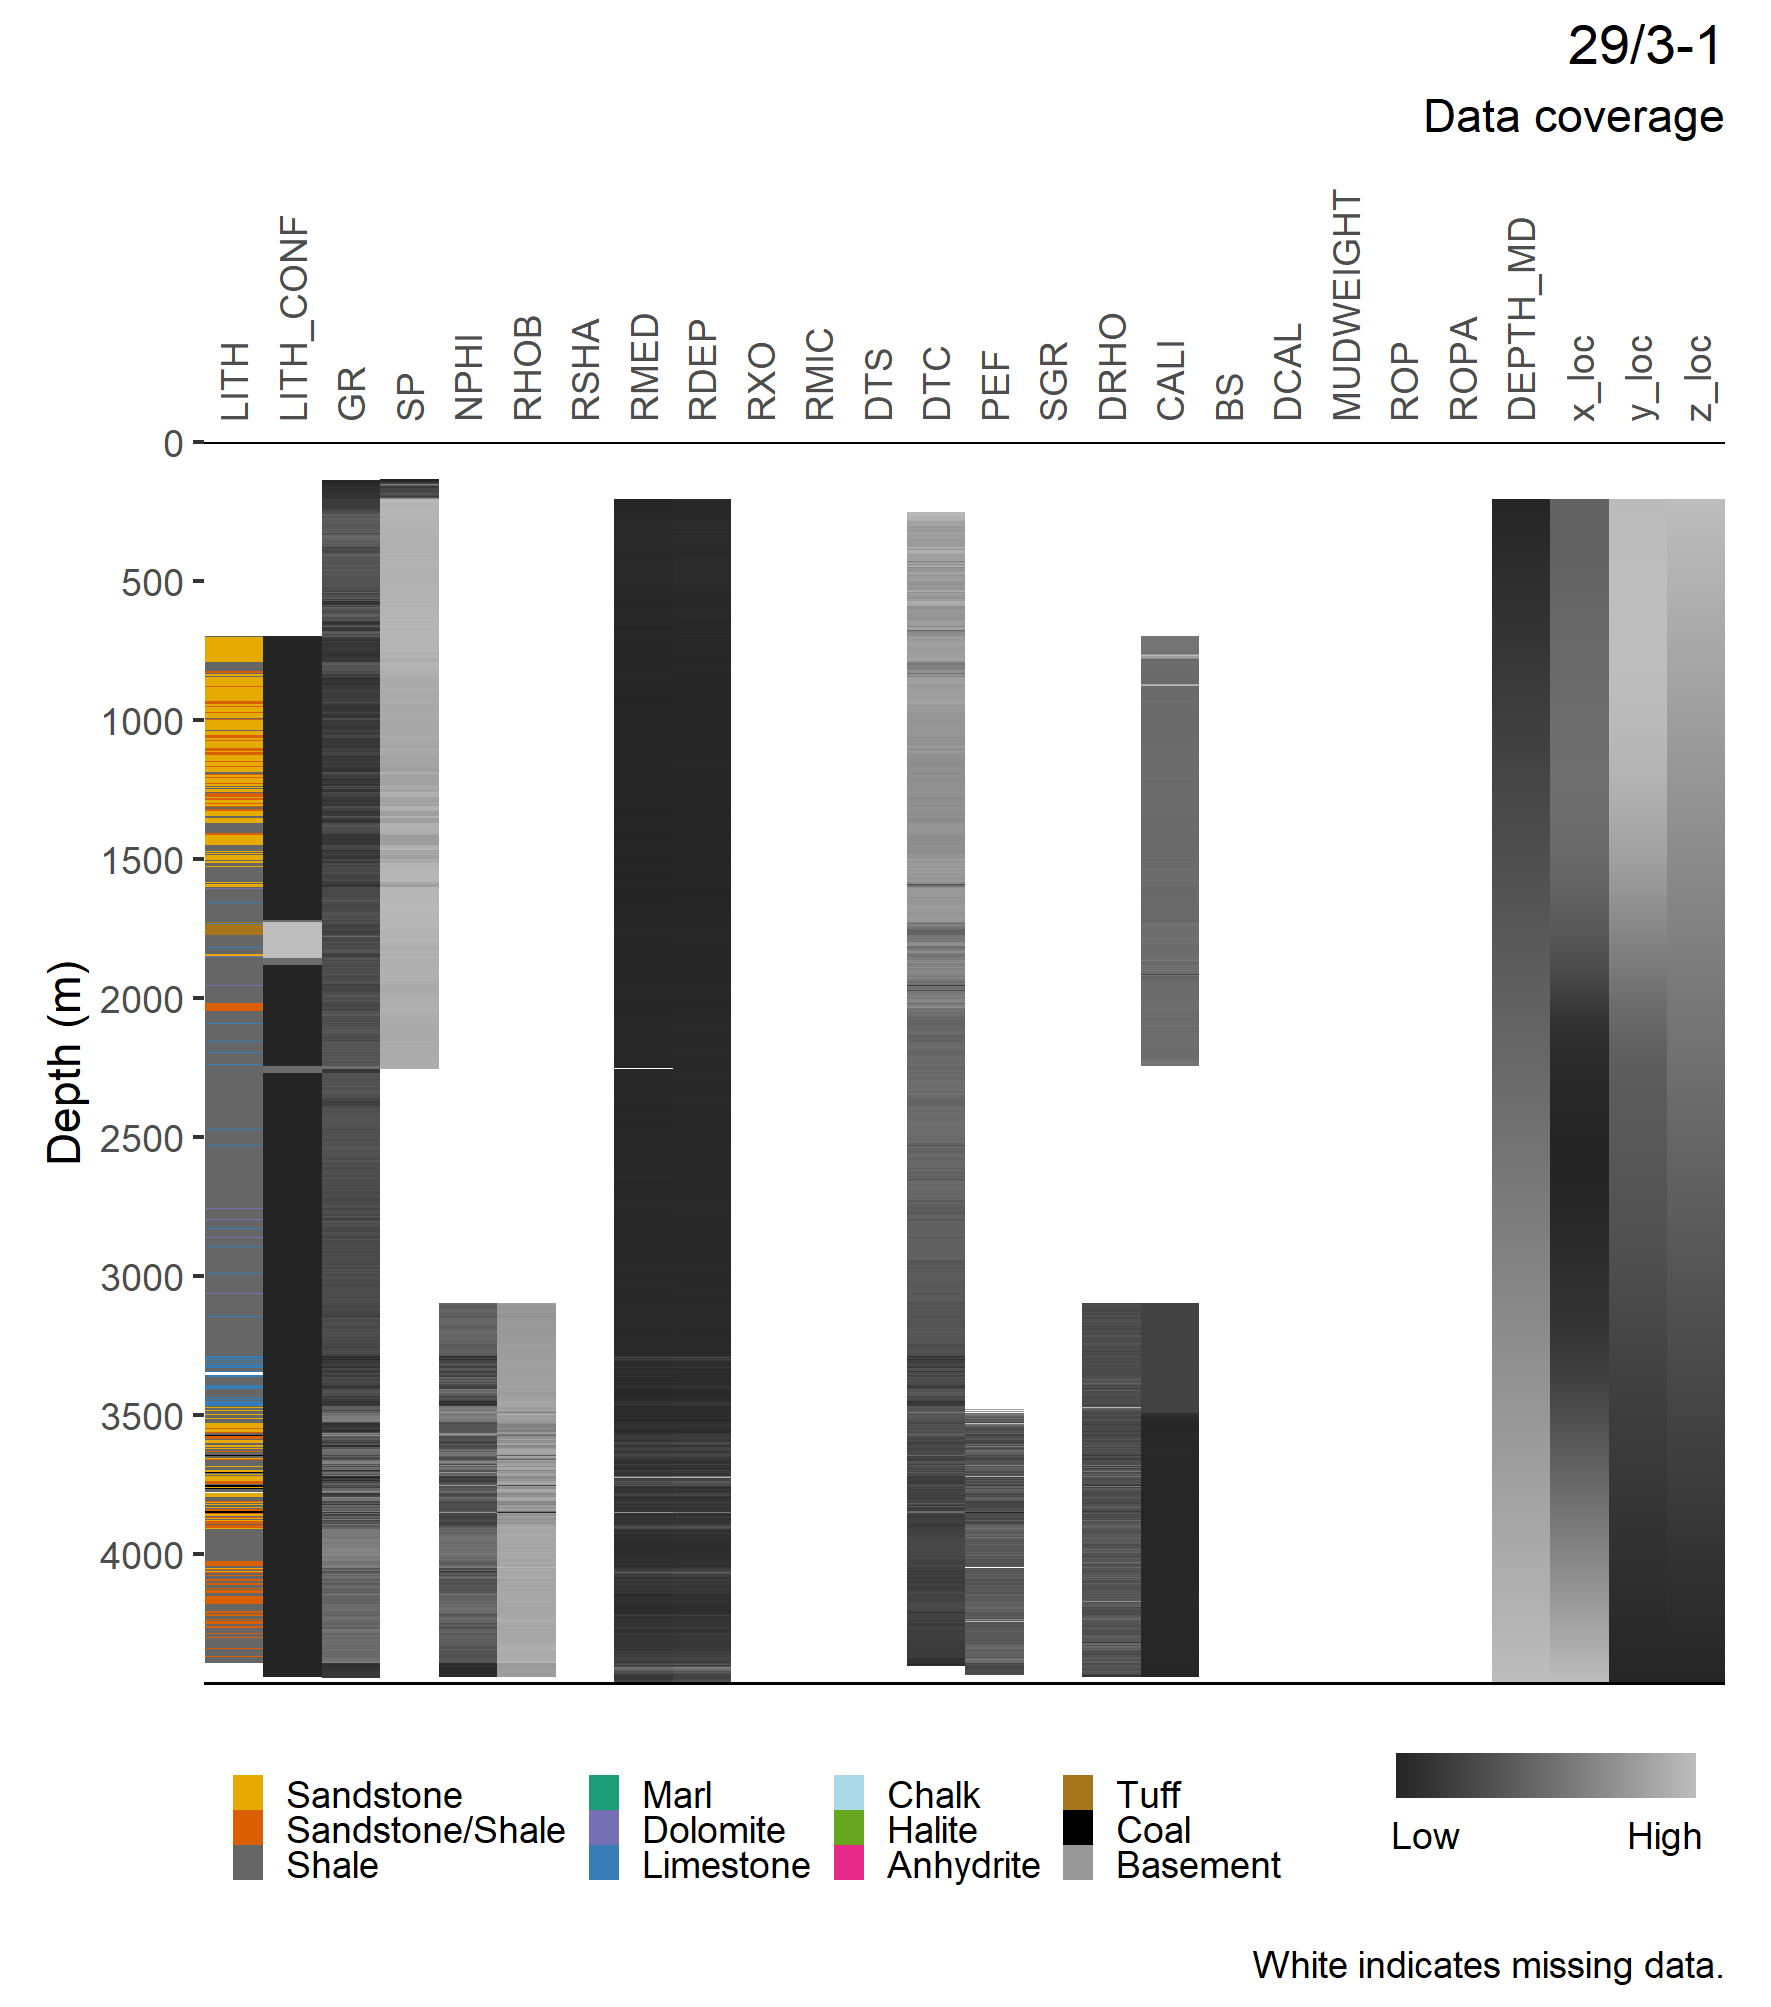 29/3-1
Data coverage
LITH
LITH_CONF
GR
SP
NPHI
RHOB
RSHA
RMED
RDEP
RXO
RMIC
DTS
DTC
PEF
SGR
DRHO
CALI
BS
DCAL
MUDWEIGHT
ROP
ROPA
DEPTH_MD
x_loc
y_loc
z_loc
0
500
1000
1500
2000
2500
3000
3500
4000
Depth (m)
Sandstone
Sandstone/Shale
Shale
Marl
Dolomite
Limestone
Chalk
Halite
Anhydrite
Tuff
Coal
Basement
Low High
White indicates missing data.